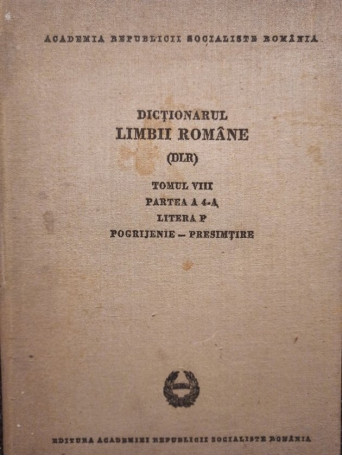 ACADEMIA REPUBLICII SOCIALISTE ROMÂNIA
DICȚIONARUL
LIMBII ROMÂNE
(DLR)
TOMUL VIII
PARTEA A 4-A
LITERA P
POGRIJENIE – PRESIMȚIRE
EDITURA ACADEMIEI REPUBLICII SOCIALISTE ROMÂNIA